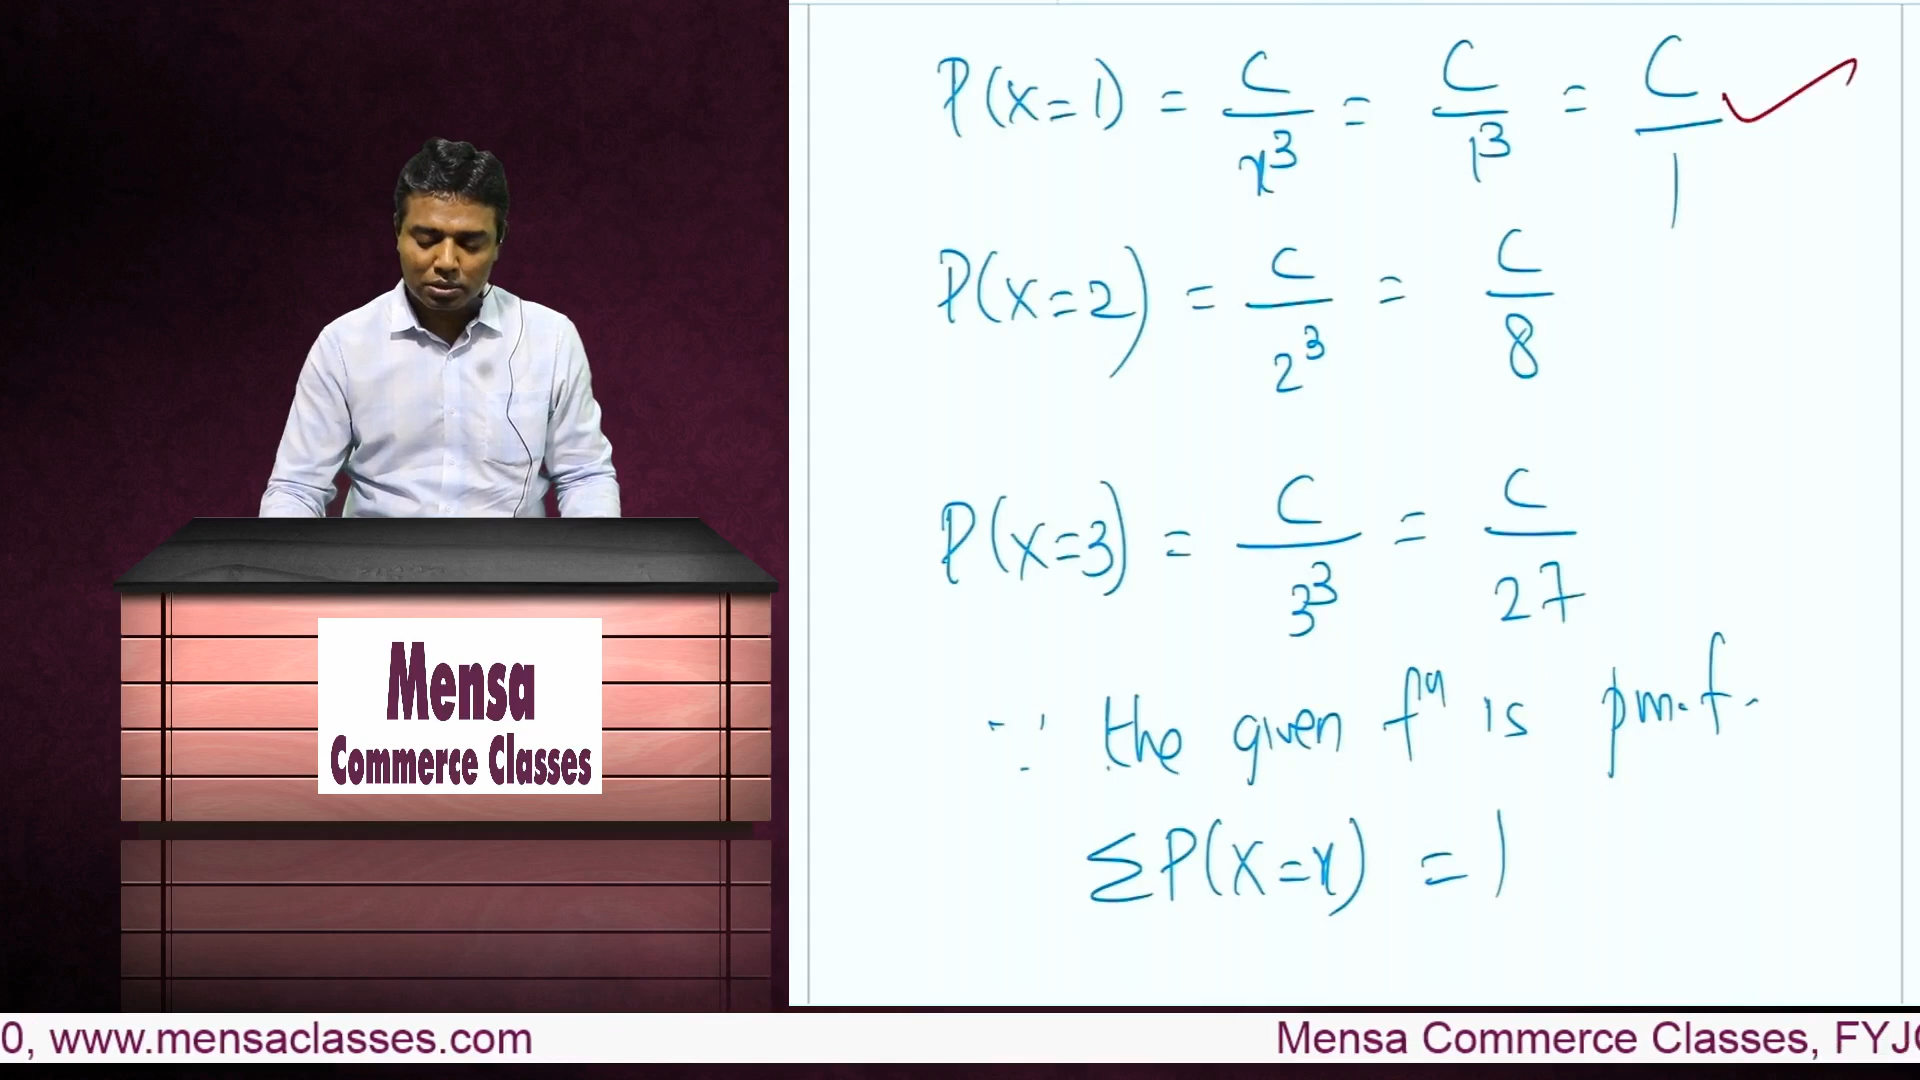 P(X=1) = C/x³ = C/1³ = C/1
P(X=2) = C/2³ = C/8
P(X=3) = C/3³ = C/27
∵ the given fⁿ is p.m.f.
ΣP(X=x) = 1
Mensa
Commerce Classes
0, www.mensaclasses.com
Mensa Commerce Classes, FYJC